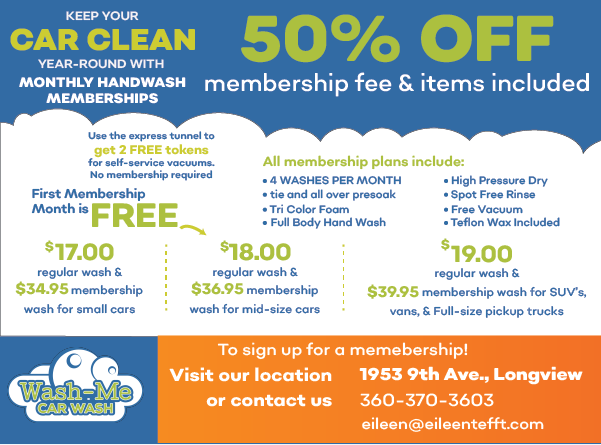 KEEP YOUR
CAR CLEAN
YEAR-ROUND WITH
MONTHLY HANDWASH
MEMBERSHIPS
50% OFF
membership fee & items included
Use the express tunnel to
get 2 FREE tokens
for self-service vacuums.
No membership required
First Membership
Month is FREE
All membership plans include:
• 4 WASHES PER MONTH
• tie and all over presoak
• Tri Color Foam
• Full Body Hand Wash
• High Pressure Dry
• Spot Free Rinse
• Free Vacuum
• Teflon Wax Included
$17.00
regular wash &
$34.95 membership
wash for small cars
$18.00
regular wash &
$36.95 membership
wash for mid-size cars
$19.00
regular wash &
$39.95 membership wash for SUV's,
vans, & Full-size pickup trucks
Wash-Me
CAR WASH
To sign up for a memebership!
Visit our location
or contact us
1953 9th Ave., Longview
360-370-3603
eileen@eileentefft.com